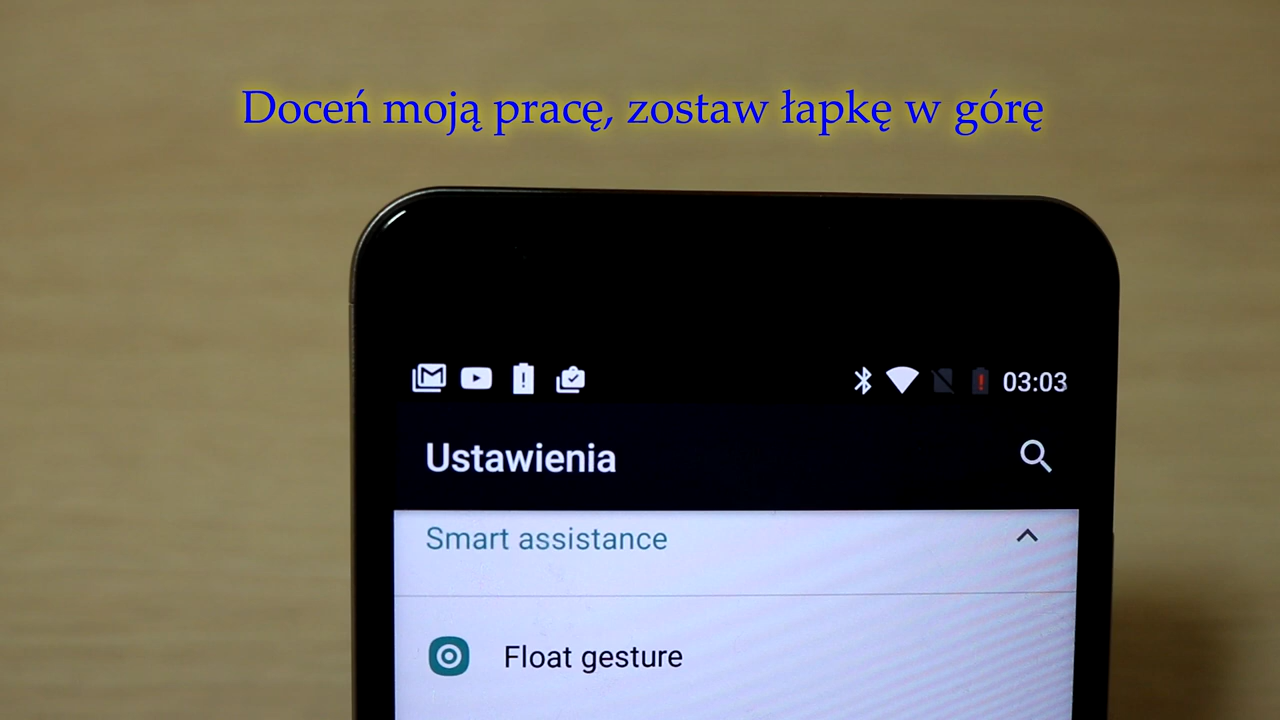 Doceń moją pracę, zostaw łapkę w górę
03:03
Ustawienia
Smart assistance
Float gesture